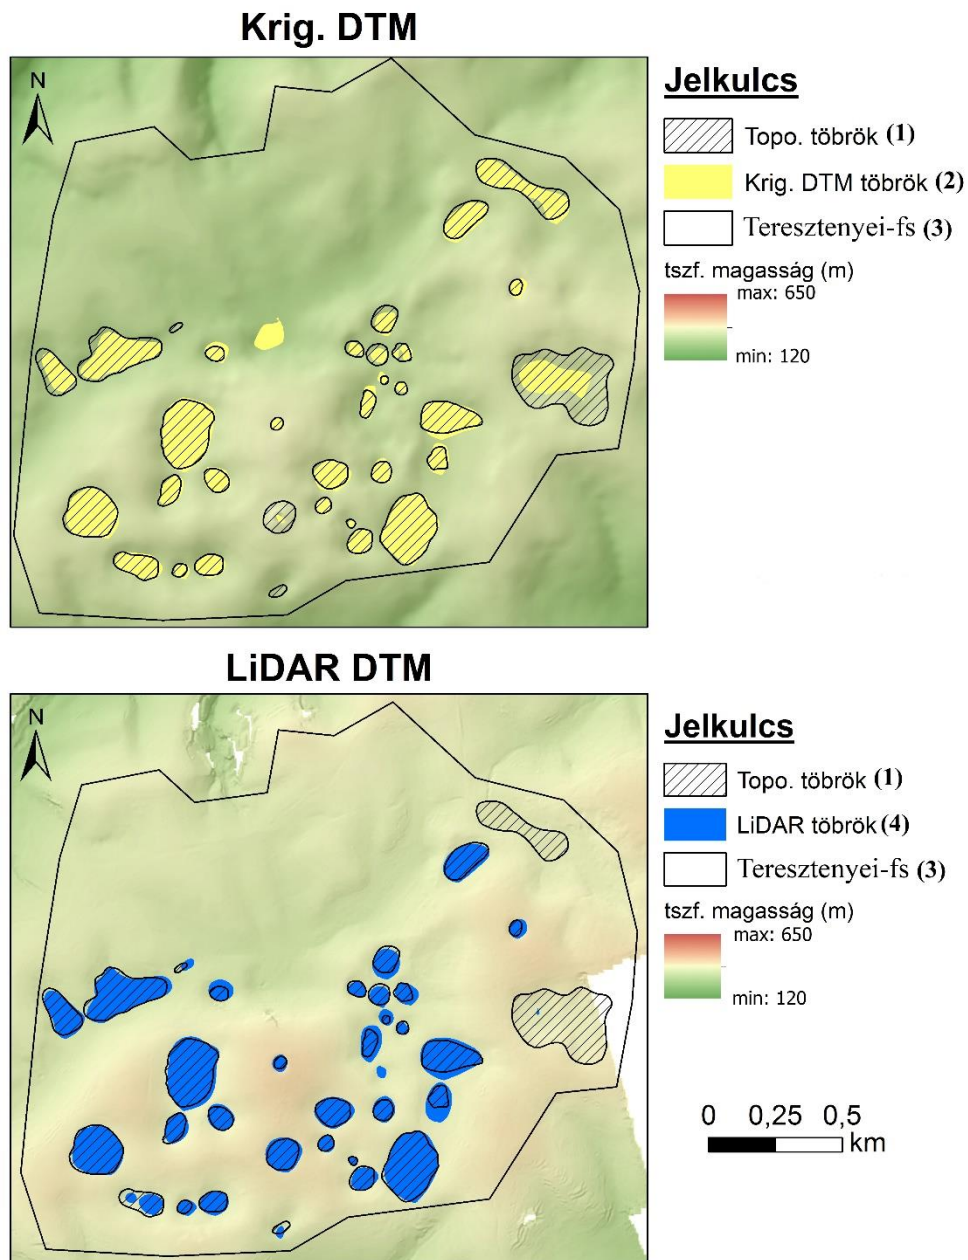 Krig. DTM
N
Jelkulcs
Topo. töbrök (1)
Krig. DTM töbrök (2)
Teresztenyei-fs (3)
tszf. magasság (m)
max: 650
min: 120
LiDAR DTM
N
Jelkulcs
Topo. töbrök (1)
LiDAR töbrök (4)
Teresztenyei-fs (3)
tszf. magasság (m)
max: 650
min: 120
0 0,25 0,5
km